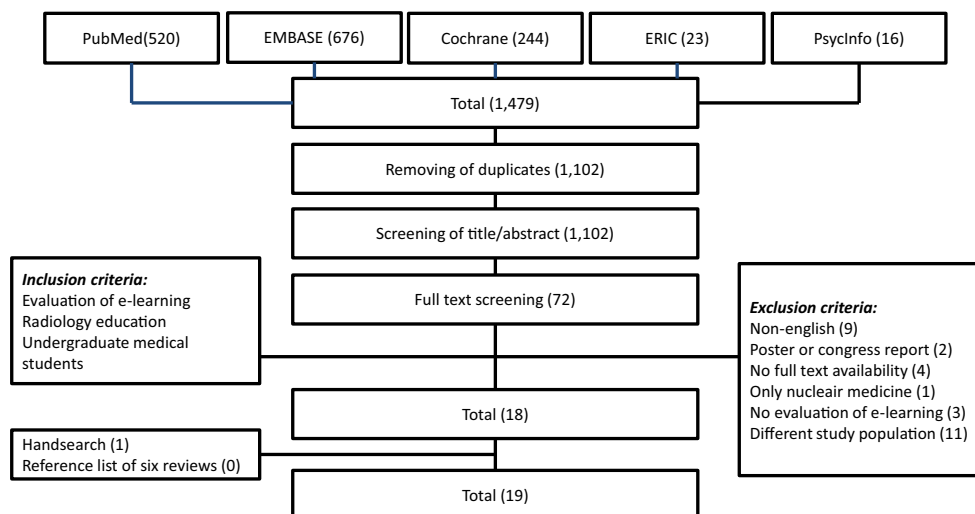 PubMed(520)
EMBASE (676)
Cochrane (244)
ERIC (23)
PsycInfo (16)
Total (1,479)
Removing of duplicates (1,102)
Screening of title/abstract (1,102)
Full text screening (72)
Inclusion criteria:
Evaluation of e-learning
Radiology education
Undergraduate medical
students
Exclusion criteria:
Non-english (9)
Poster or congress report (2)
No full text availability (4)
Only nucleair medicine (1)
No evaluation of e-learning (3)
Different study population (11)
Total (18)
Handsearch (1)
Reference list of six reviews (0)
Total (19)